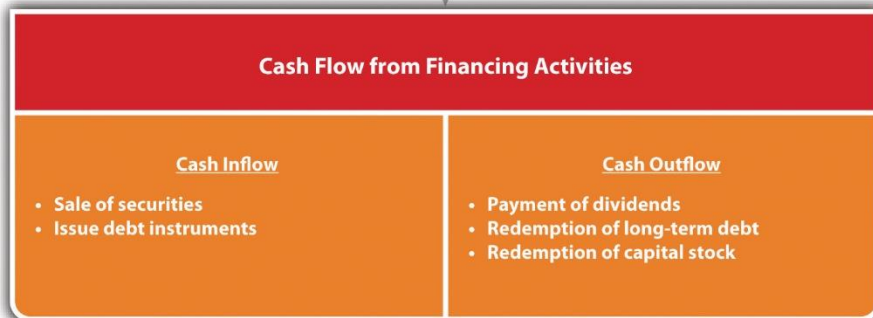 Cash Flow from Financing Activities
Cash Inflow
• Sale of securities
• Issue debt instruments
Cash Outflow
• Payment of dividends
• Redemption of long-term debt
• Redemption of capital stock